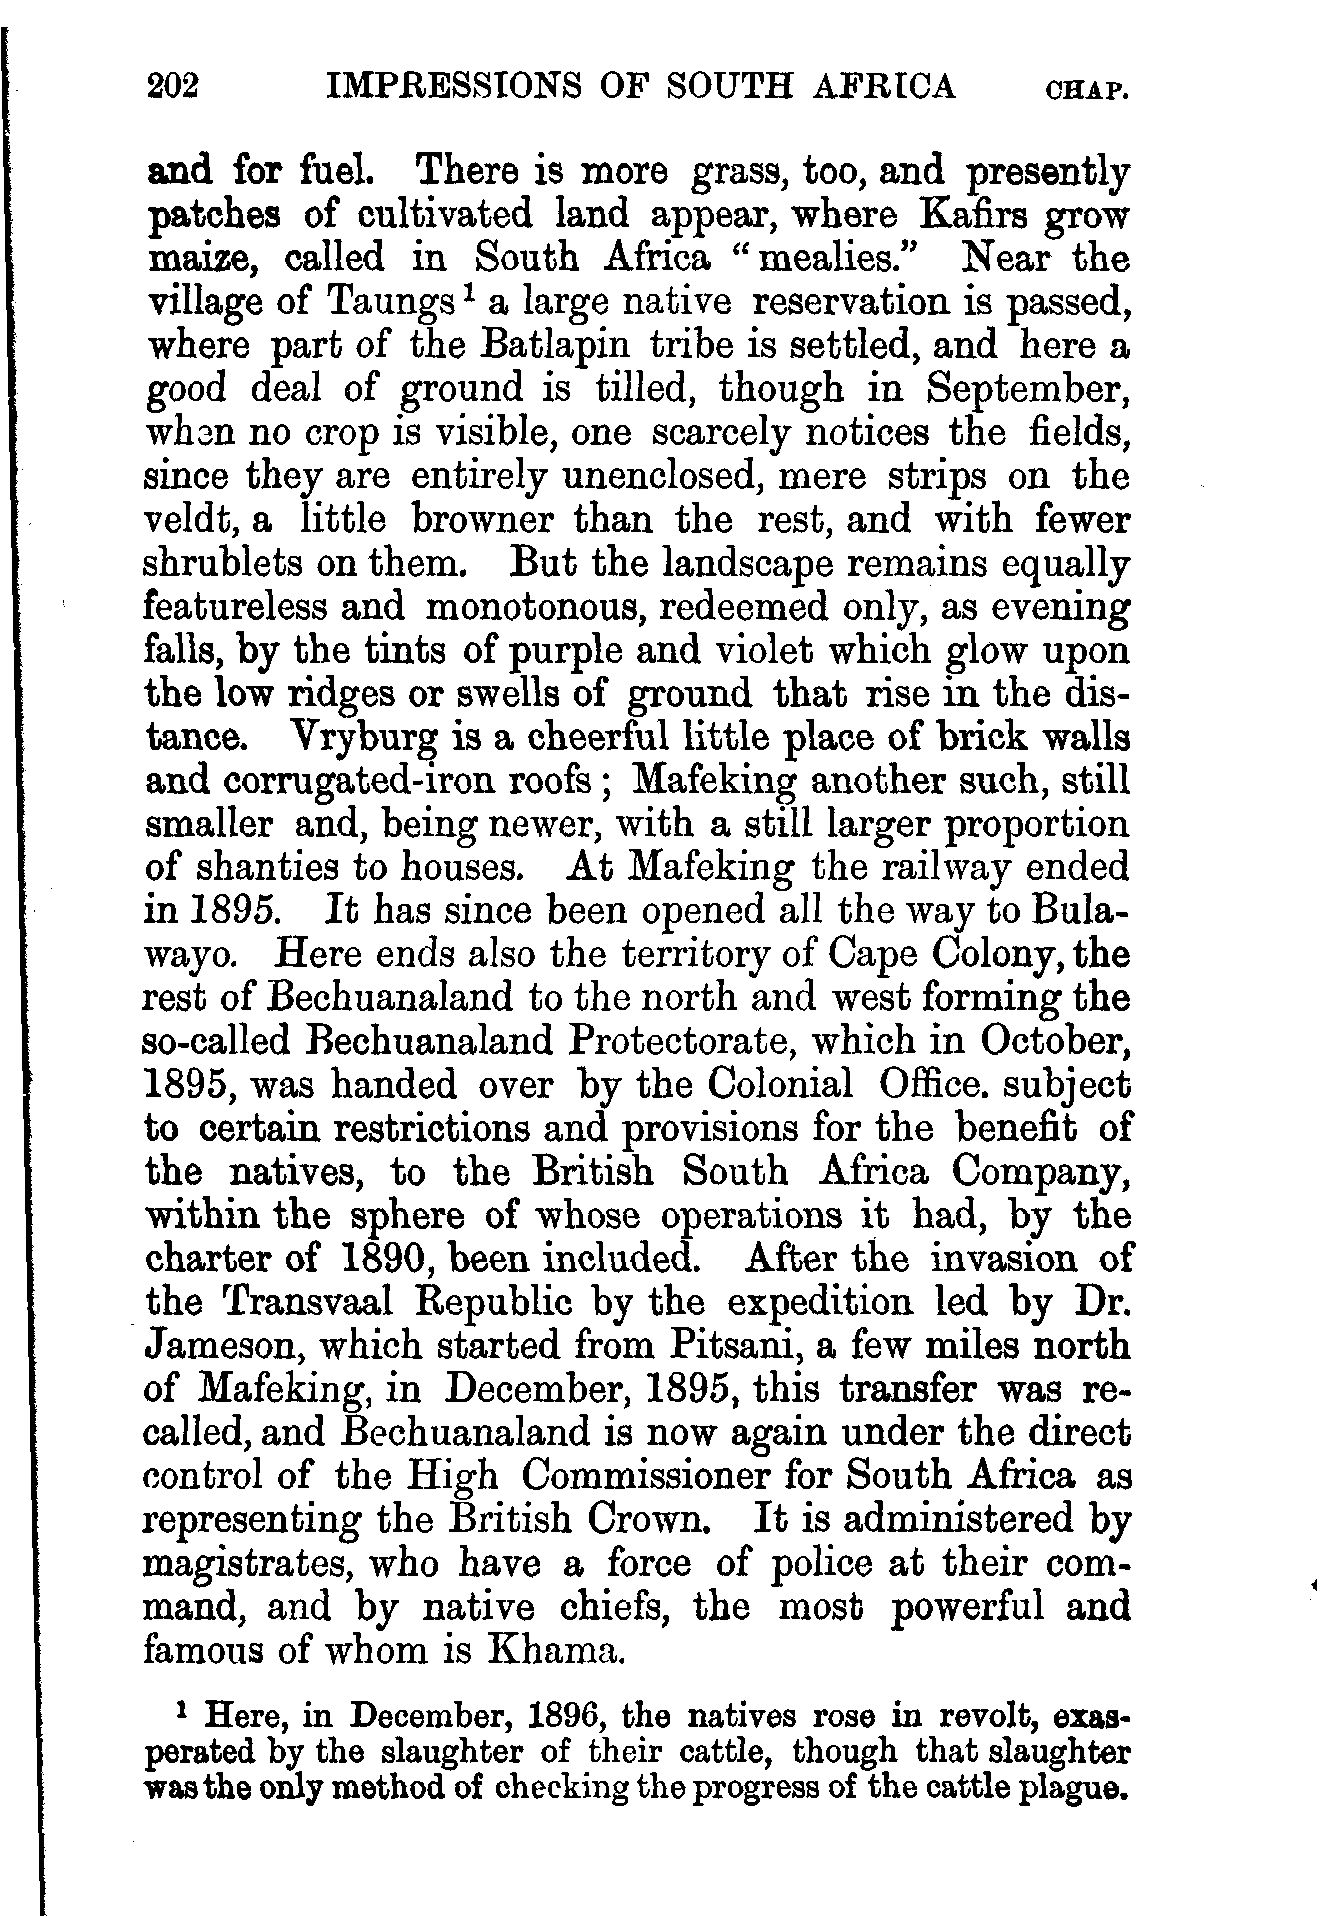 202 IMPRESSIONS OF SOUTH AFRICA CHAP.
and for fuel. There is more grass, too, and presently
patches of cultivated land appear, where Kafirs grow
maize, called in South Africa “mealies.” Near the
village of Taungs¹ a large native reservation is passed,
where part of the Batlapin tribe is settled, and here a
good deal of ground is tilled, though in September,
when no crop is visible, one scarcely notices the fields,
since they are entirely unenclosed, mere strips on the
veldt, a little browner than the rest, and with fewer
shrublets on them. But the landscape remains equally
featureless and monotonous, redeemed only, as evening
falls, by the tints of purple and violet which glow upon
the low ridges or swells of ground that rise in the dis-
tance. Vryburg is a cheerful little place of brick walls
and corrugated-iron roofs; Mafeking another such, still
smaller and, being newer, with a still larger proportion
of shanties to houses. At Mafeking the railway ended
in 1895. It has since been opened all the way to Bula-
wayo. Here ends also the territory of Cape Colony, the
rest of Bechuanaland to the north and west forming the
so-called Bechuanaland Protectorate, which in October,
1895, was handed over by the Colonial Office. subject
to certain restrictions and provisions for the benefit of
the natives, to the British South Africa Company,
within the sphere of whose operations it had, by the
charter of 1890, been included. After the invasion of
the Transvaal Republic by the expedition led by Dr.
Jameson, which started from Pitsani, a few miles north
of Mafeking, in December, 1895, this transfer was re-
called, and Bechuanaland is now again under the direct
control of the High Commissioner for South Africa as
representing the British Crown. It is administered by
magistrates, who have a force of police at their com-
mand, and by native chiefs, the most powerful and
famous of whom is Khama.
¹ Here, in December, 1896, the natives rose in revolt, exas-
perated by the slaughter of their cattle, though that slaughter
was the only method of checking the progress of the cattle plague.